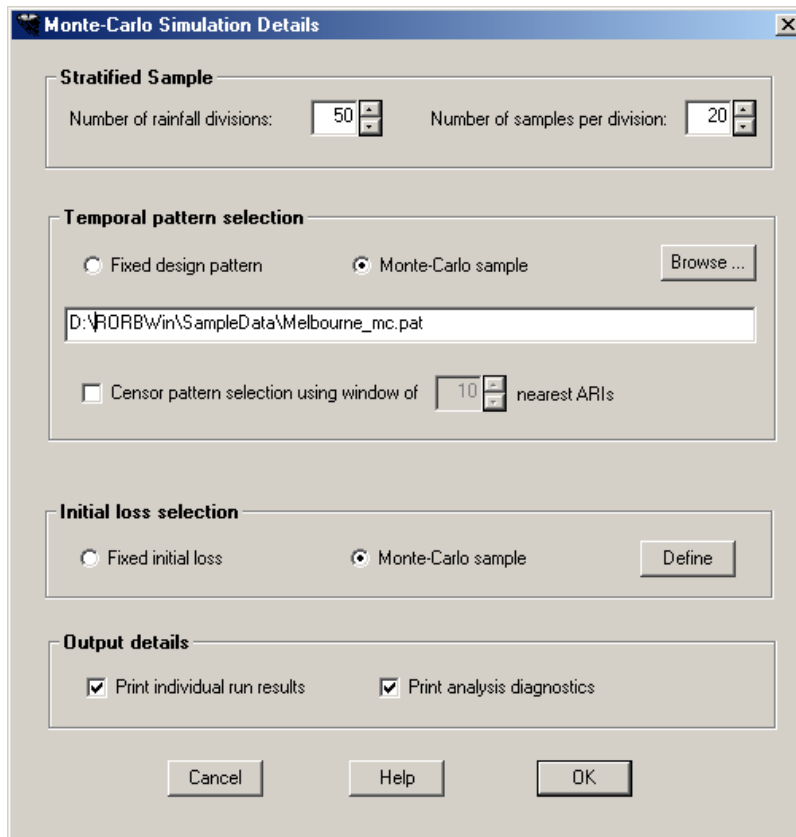 Monte-Carlo Simulation Details
Stratified Sample
Number of rainfall divisions: 50 Number of samples per division: 20
Temporal pattern selection
Fixed design pattern Monte-Carlo sample Browse ...
D:\RORBWin\SampleData\Melbourne_mc.pat
Censor pattern selection using window of 10 nearest ARIs
Initial loss selection
Fixed initial loss Monte-Carlo sample Define
Output details
Print individual run results Print analysis diagnostics
Cancel Help OK